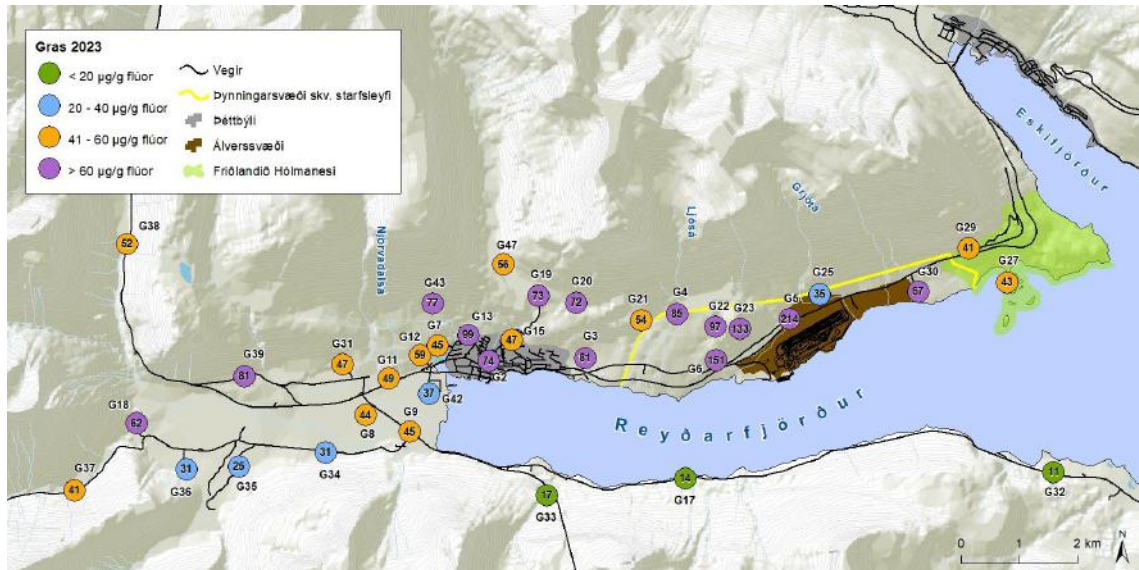 Gras 2023
< 20 µg/g flúor
20 - 40 µg/g flúor
41 - 60 µg/g flúor
> 60 µg/g flúor
Vegir
Þynningarsvæði skv. starfsleyfi
Þéttbýli
Álverssvæði
Friðlandið Hólmanesi
Eskifjörður
Reyðarfjörður
Njörvadalsá
Ljósá
Grjótá
G38
52
G47
56
G29
41
G27
43
G30
67
G25
35
G5
214
G19
73
G20
72
G43
77
G13
99
G21
54
G4
85
G22
97
G23
133
G7
45
G12
59
G15
47
G3
81
G2
74
G6
151
G39
81
G31
47
G11
49
G42
37
G18
62
G8
44
G9
45
G37
41
G36
31
G35
25
G34
31
G33
17
G17
14
G32
11
N
0 1 2 km